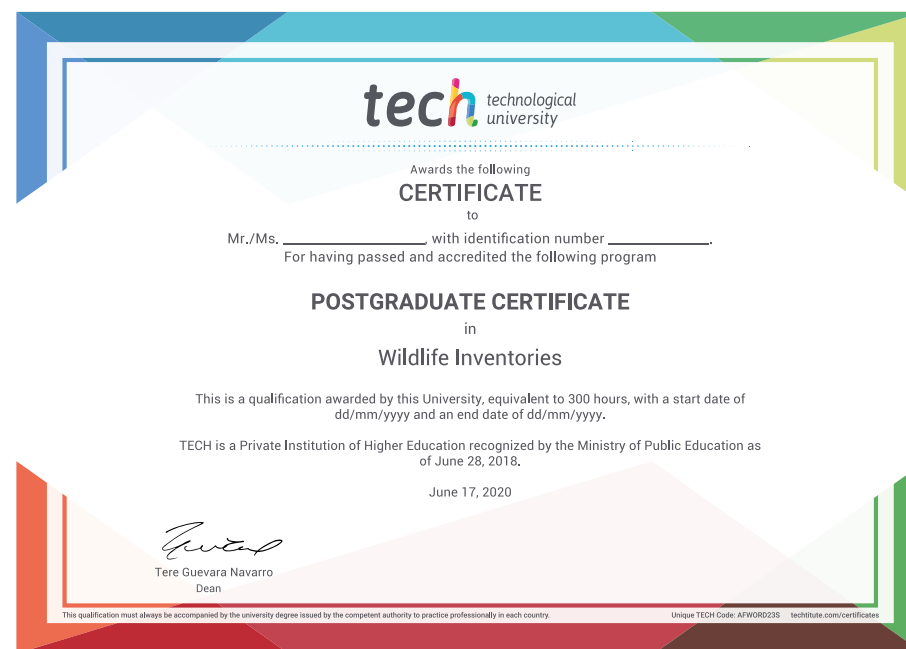 tech technological
university
Awards the following
CERTIFICATE
to
Mr./Ms. ____________________, with identification number ______________.
For having passed and accredited the following program
POSTGRADUATE CERTIFICATE
in
Wildlife Inventories
This is a qualification awarded by this University, equivalent to 300 hours, with a start date of
dd/mm/yyyy and an end date of dd/mm/yyyy.
TECH is a Private Institution of Higher Education recognized by the Ministry of Public Education as
of June 28, 2018.
June 17, 2020
Tere Guevara Navarro
Dean
This qualification must always be accompanied by the university degree issued by the competent authority to practice professionally in each country. Unique TECH Code: AFWORD23S techtitute.com/certificates